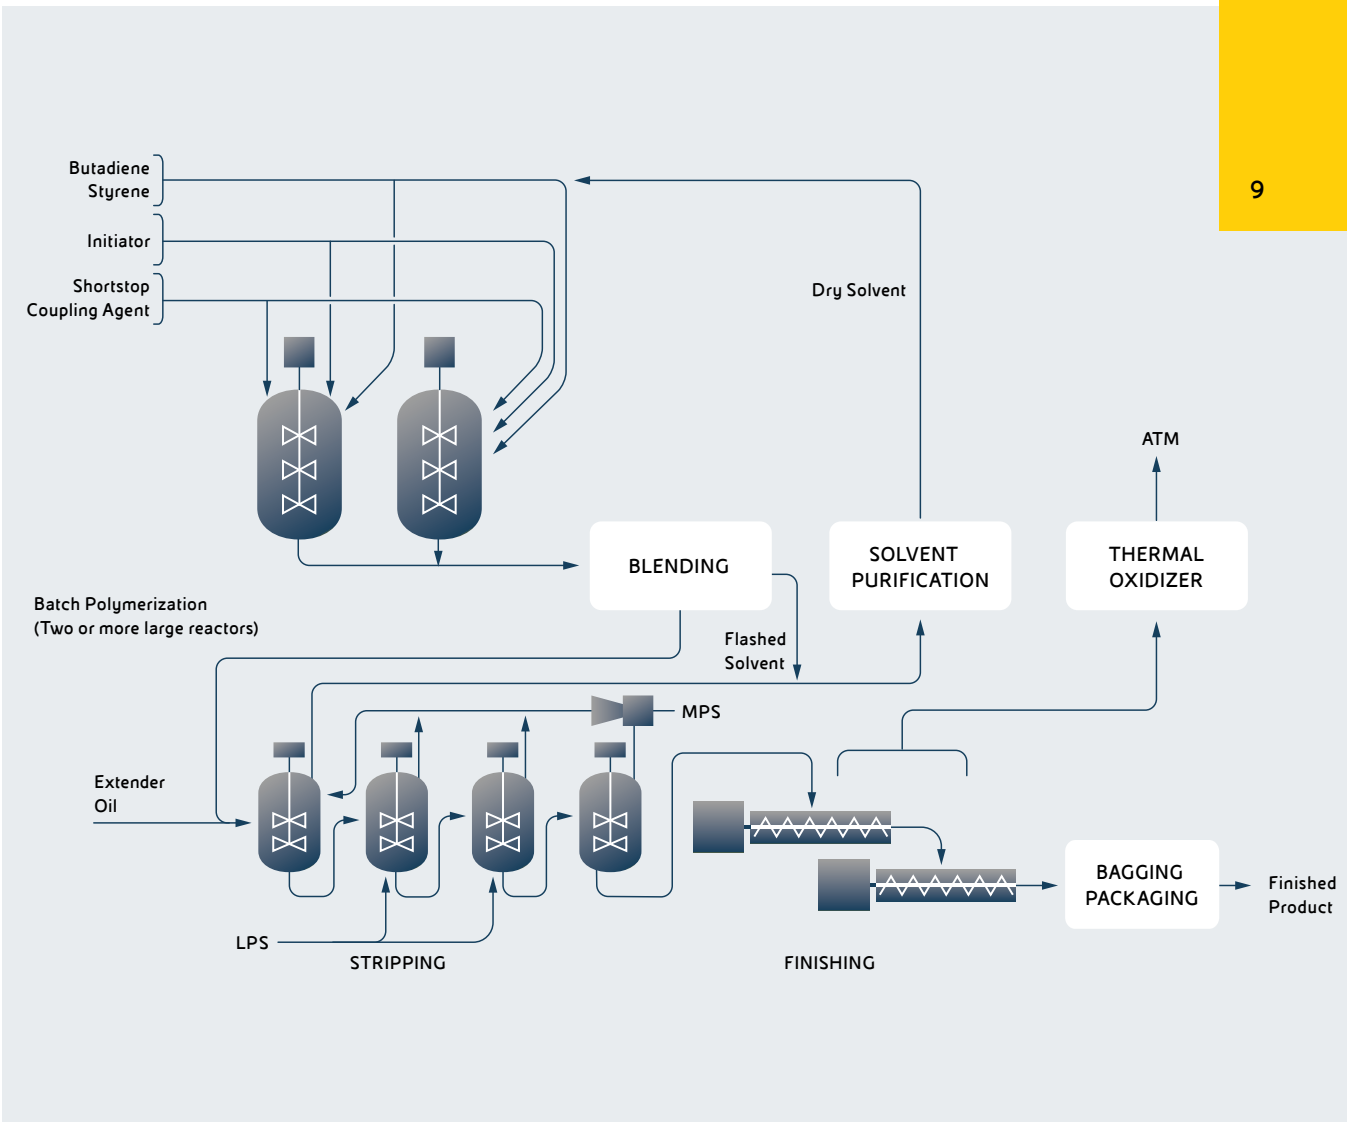 9
Butadiene
Styrene
Initiator
Shortstop
Coupling Agent
Dry Solvent
ATM
BLENDING
SOLVENT
PURIFICATION
THERMAL
OXIDIZER
Batch Polymerization
(Two or more large reactors)
Flashed
Solvent
MPS
Extender
Oil
BAGGING
PACKAGING
Finished
Product
LPS
STRIPPING
FINISHING